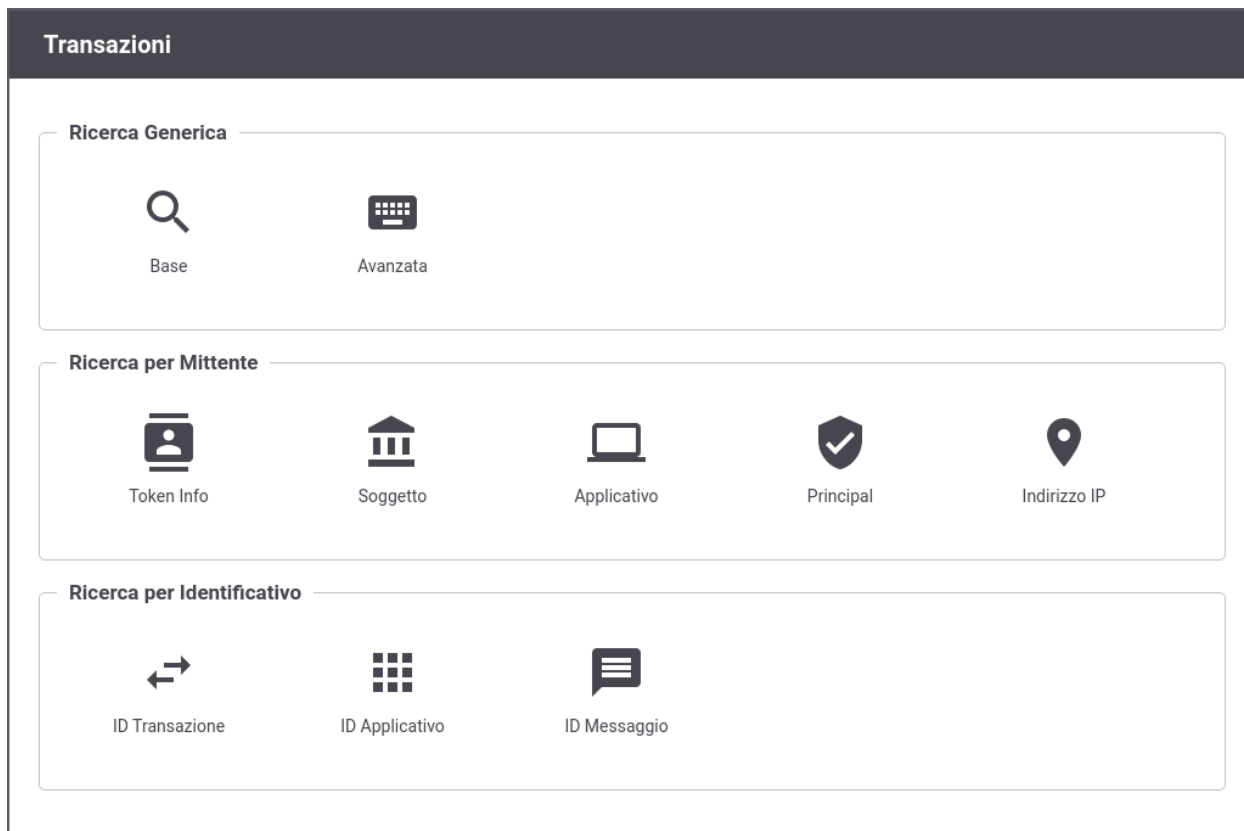 Transazioni
Ricerca Generica
Base Avanzata
Ricerca per Mittente
Token Info Soggetto Applicativo Principal Indirizzo IP
Ricerca per Identificativo
ID Transazione ID Applicativo ID Messaggio